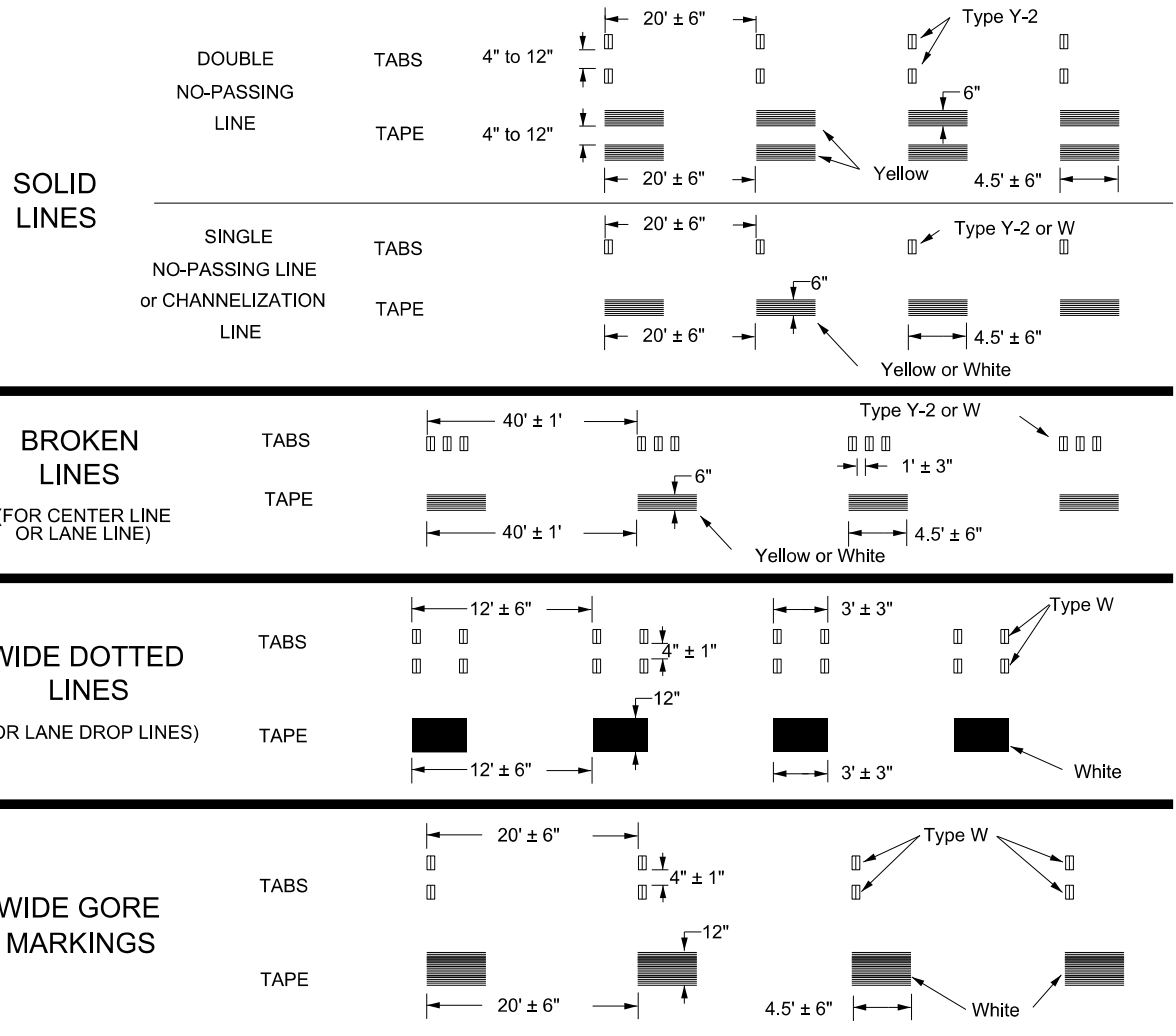 20' ± 6"
Type Y-2
DOUBLE
NO-PASSING
LINE
TABS
4" to 12"
6"
TAPE
4" to 12"
Yellow
20' ± 6"
4.5' ± 6"
SOLID
LINES
SINGLE
NO-PASSING LINE
or CHANNELIZATION
LINE
TABS
20' ± 6"
Type Y-2 or W
TAPE
6"
20' ± 6"
4.5' ± 6"
Yellow or White
BROKEN
LINES
(FOR CENTER LINE
OR LANE LINE)
TABS
40' ± 1'
Type Y-2 or W
1' ± 3"
TAPE
6"
40' ± 1'
4.5' ± 6"
Yellow or White
WIDE DOTTED
LINES
OR LANE DROP LINES)
TABS
12' ± 6"
3' ± 3"
Type W
4" ± 1"
TAPE
12"
12' ± 6"
3' ± 3"
White
WIDE GORE
MARKINGS
TABS
20' ± 6"
4" ± 1"
Type W
TAPE
12"
20' ± 6"
4.5' ± 6"
White